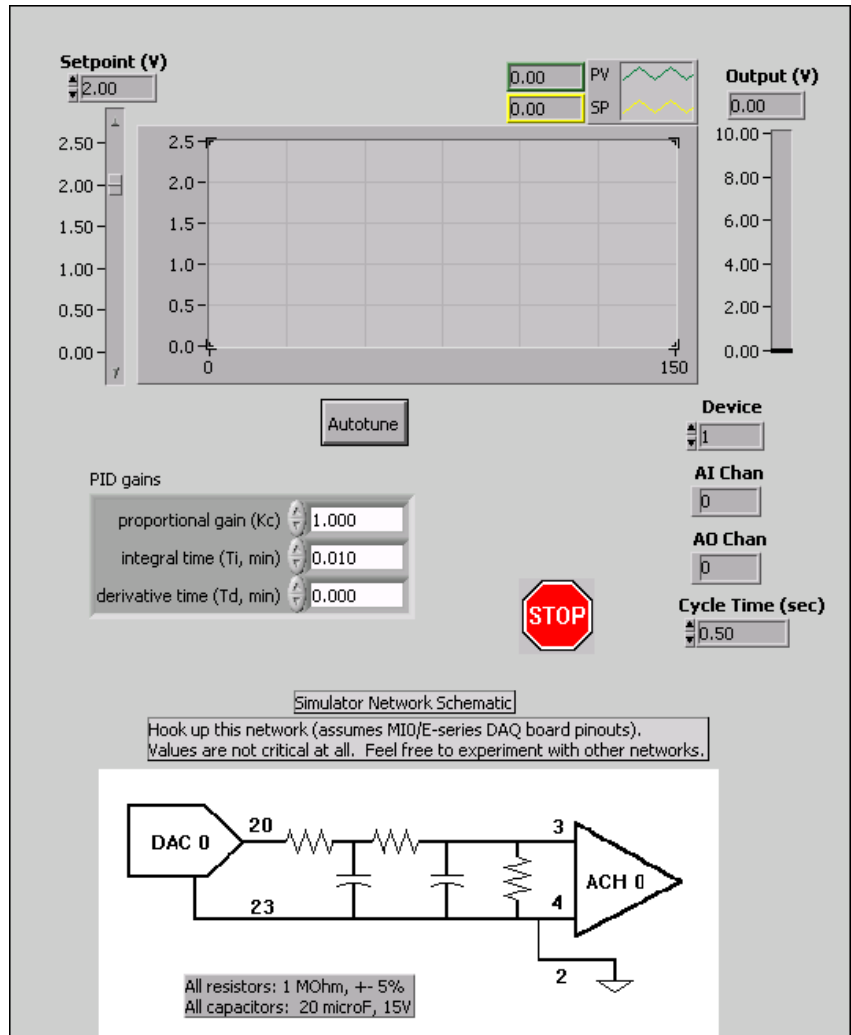 Setpoint (V)
2.00
2.50
2.00
1.50
1.00
0.50
0.00
0.00 PV
0.00 SP
2.5
2.0
1.5
1.0
0.5
0.0
0 150
Output (V)
0.00
10.00
8.00
6.00
4.00
2.00
0.00
Autotune
Device
1
AI Chan
0
AO Chan
0
Cycle Time (sec)
0.50
PID gains
proportional gain (Kc) 1.000
integral time (Ti, min) 0.010
derivative time (Td, min) 0.000
STOP
Simulator Network Schematic
Hook up this network (assumes MIO/E-series DAQ board pinouts).
Values are not critical at all. Feel free to experiment with other networks.
DAC 0
20
23
3
4
ACH 0
2
All resistors: 1 MOhm, +- 5%
All capacitors: 20 microF, 15V